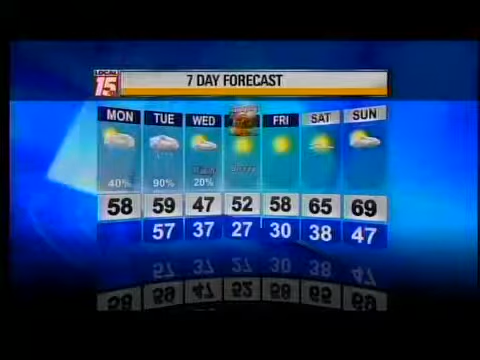 LOCAL
15
7 DAY FORECAST
MON TUE WED FRI SAT SUN
40% 90% 20%
58 59 47 52 58 65 69
57 37 27 30 38 47